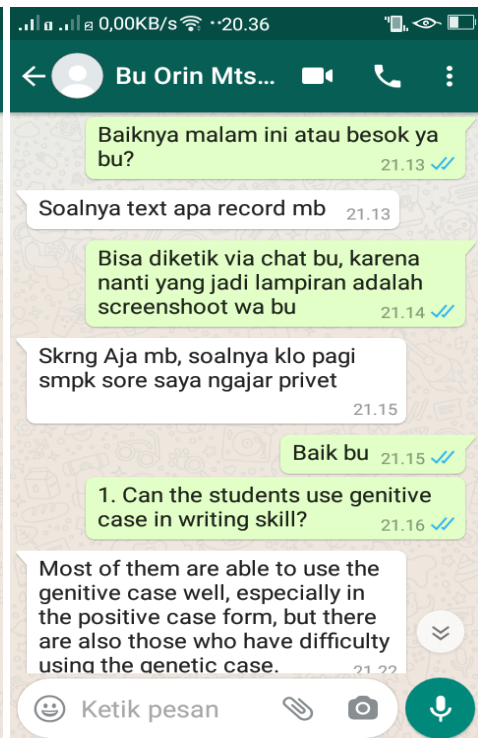 0,00KB/s 20.36
Bu Orin Mts...
Baiknya malam ini atau besok ya
bu?
21.13
Soalnya text apa record mb 21.13
Bisa diketik via chat bu, karena
nanti yang jadi lampiran adalah
screenshoot wa bu
21.14
Skrng Aja mb, soalnya klo pagi
smpk sore saya ngajar privet
21.15
Baik bu 21.15
1. Can the students use genitive
case in writing skill?
21.16
Most of them are able to use the
genitive case well, especially in
the positive case form, but there
are also those who have difficulty
using the genetic case.
21.22
Ketik pesan